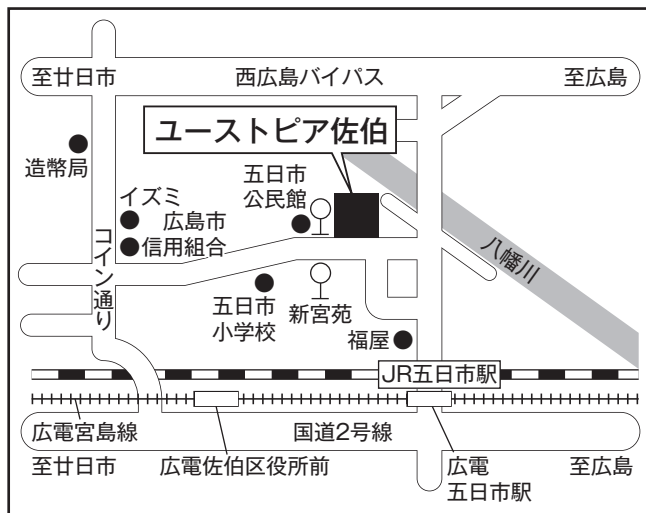 至廿日市
西広島バイパス
至広島
ユーストピア佐伯
造幣局
五日市
公民館
イズミ
広島市
信用組合
コイン通り
八幡川
五日市
小学校
新宮苑
福屋
JR五日市駅
広電宮島線
国道2号線
至廿日市
広電佐伯区役所前
広電
五日市駅
至広島